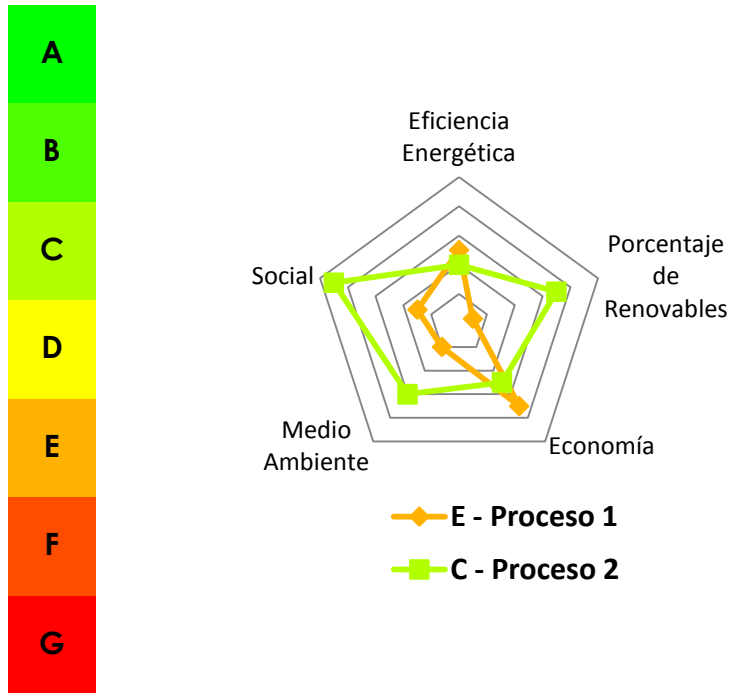 A
B
C
D
E
F
G
Eficiencia
Energética
Porcentaje
de
Renovables
Economía
Medio
Ambiente
Social
E - Proceso 1
C - Proceso 2